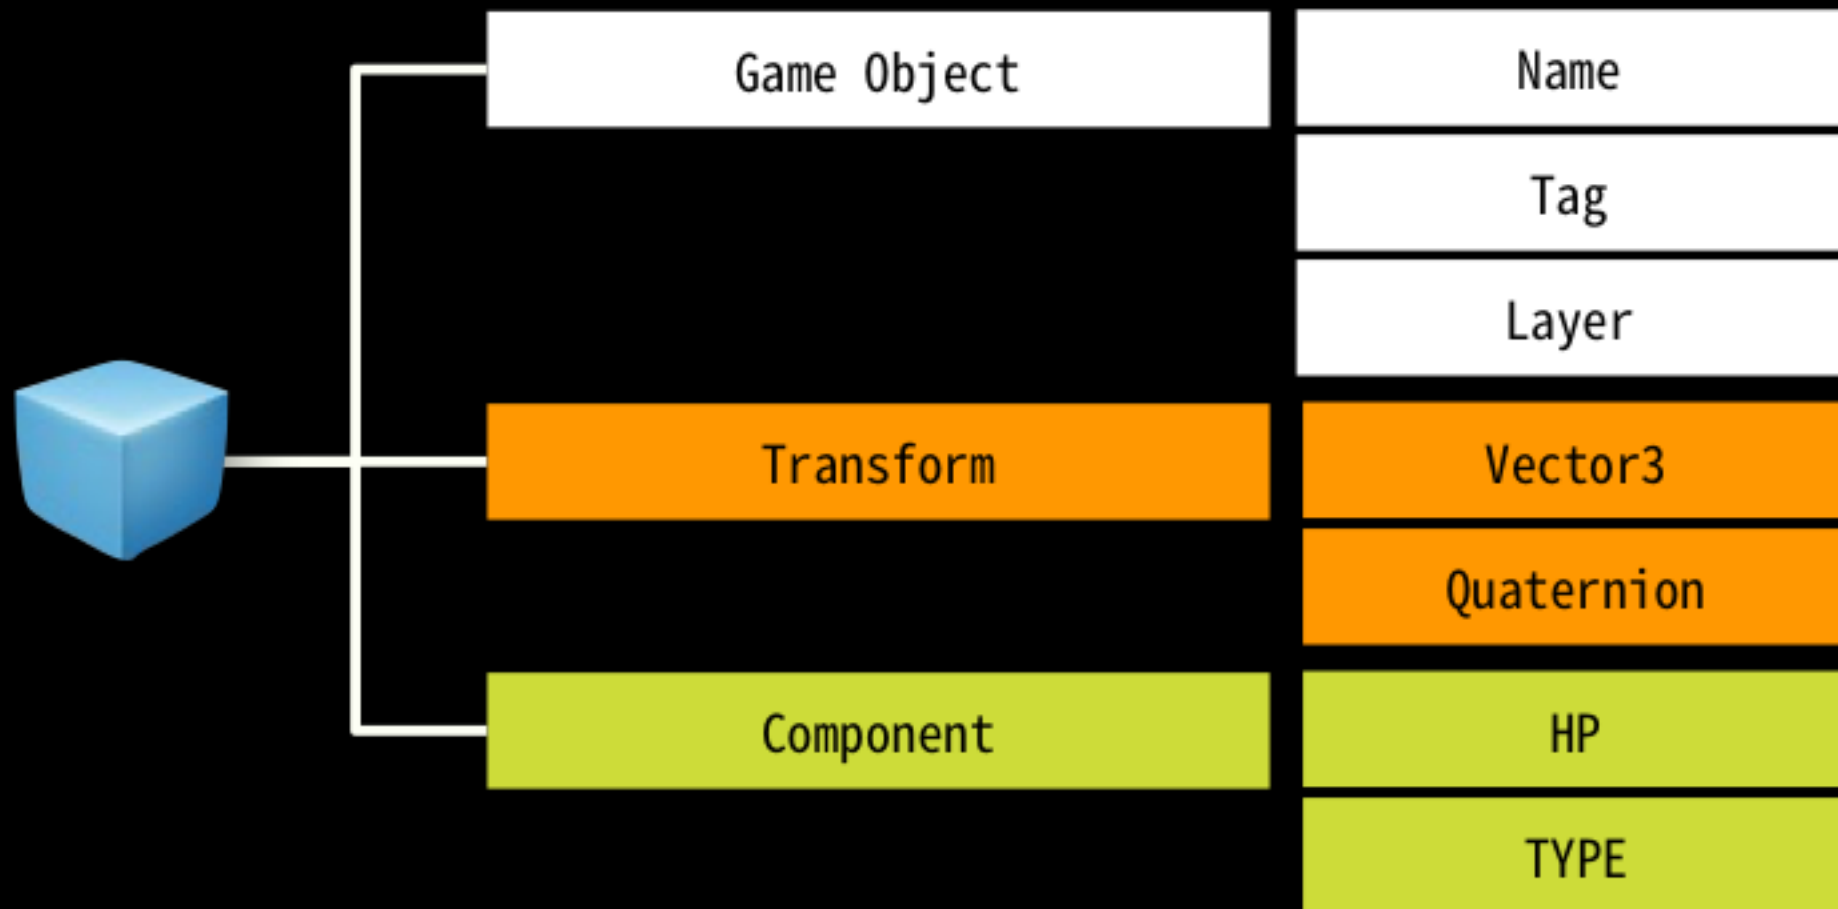 Game Object
Name
Tag
Layer
Transform
Vector3
Quaternion
Component
HP
TYPE